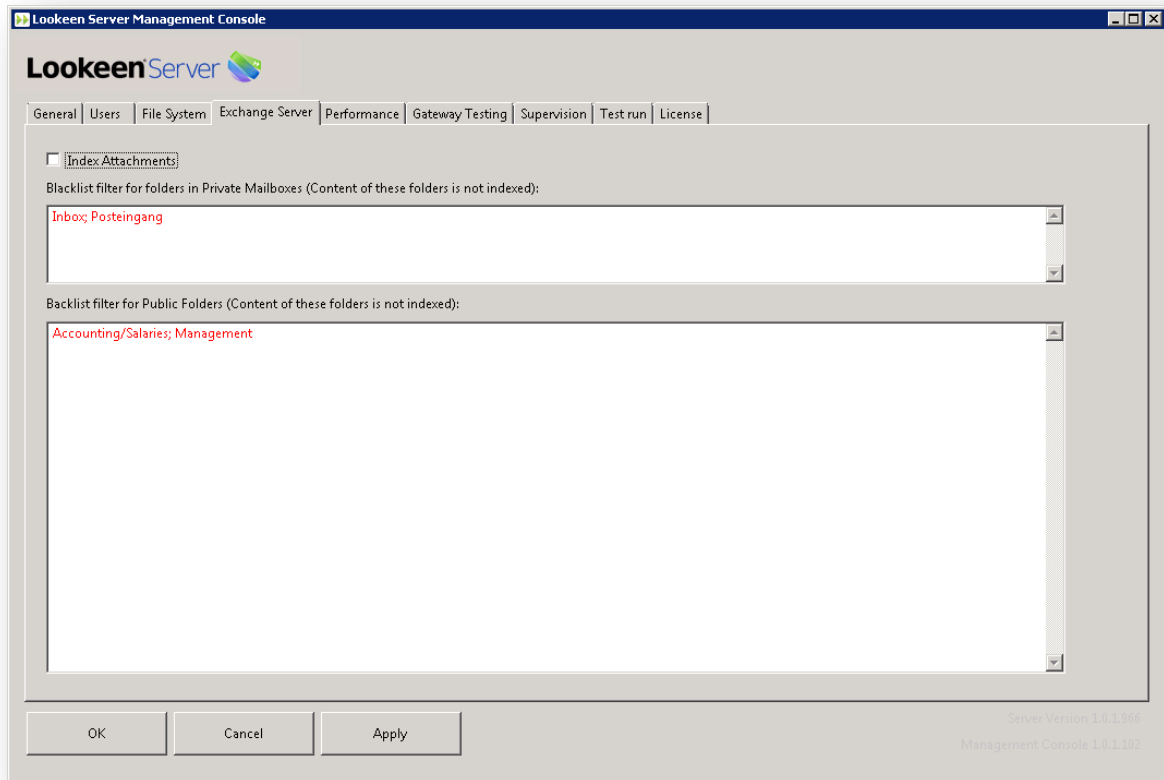 Lookeen Server Management Console
Lookeen Server
General Users File System Exchange Server Performance Gateway Testing Supervision Test run License
Index Attachments
Blacklist filter for folders in Private Mailboxes (Content of these folders is not indexed):
Inbox; Posteingang
Backlist filter for Public Folders (Content of these folders is not indexed):
Accounting/Salaries; Management
OK Cancel Apply
Server Version 1.0.1.966
Management Console 1.0.1.102